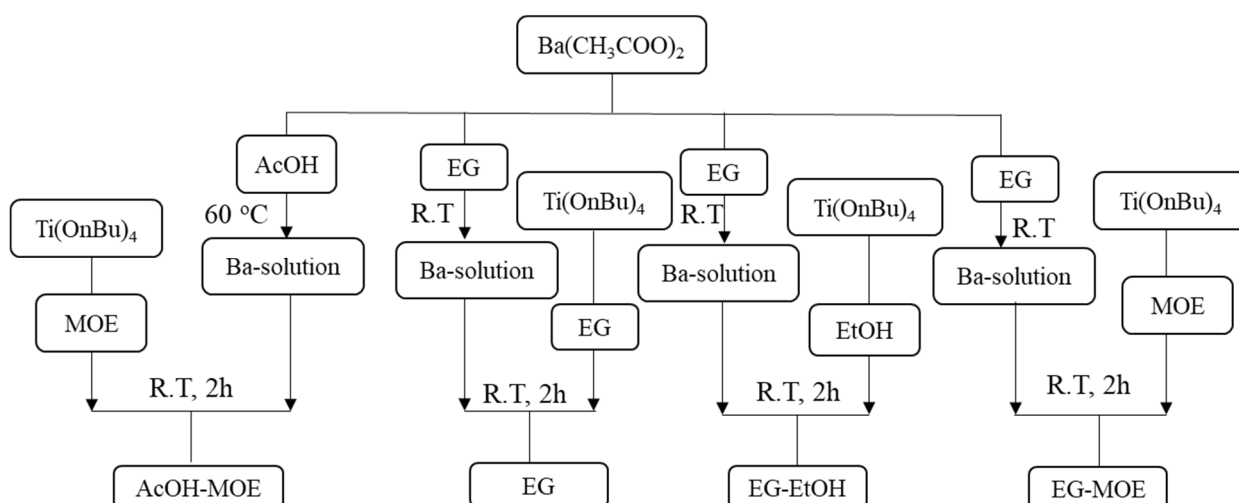 Ba(CH₃COO)₂
AcOH
EG
EG
EG
Ti(OnBu)₄
60 °C
R.T
Ti(OnBu)₄
R.T
Ti(OnBu)₄
R.T
Ti(OnBu)₄
Ba-solution
Ba-solution
Ba-solution
Ba-solution
MOE
EG
EtOH
MOE
R.T, 2h
R.T, 2h
R.T, 2h
R.T, 2h
AcOH-MOE
EG
EG-EtOH
EG-MOE